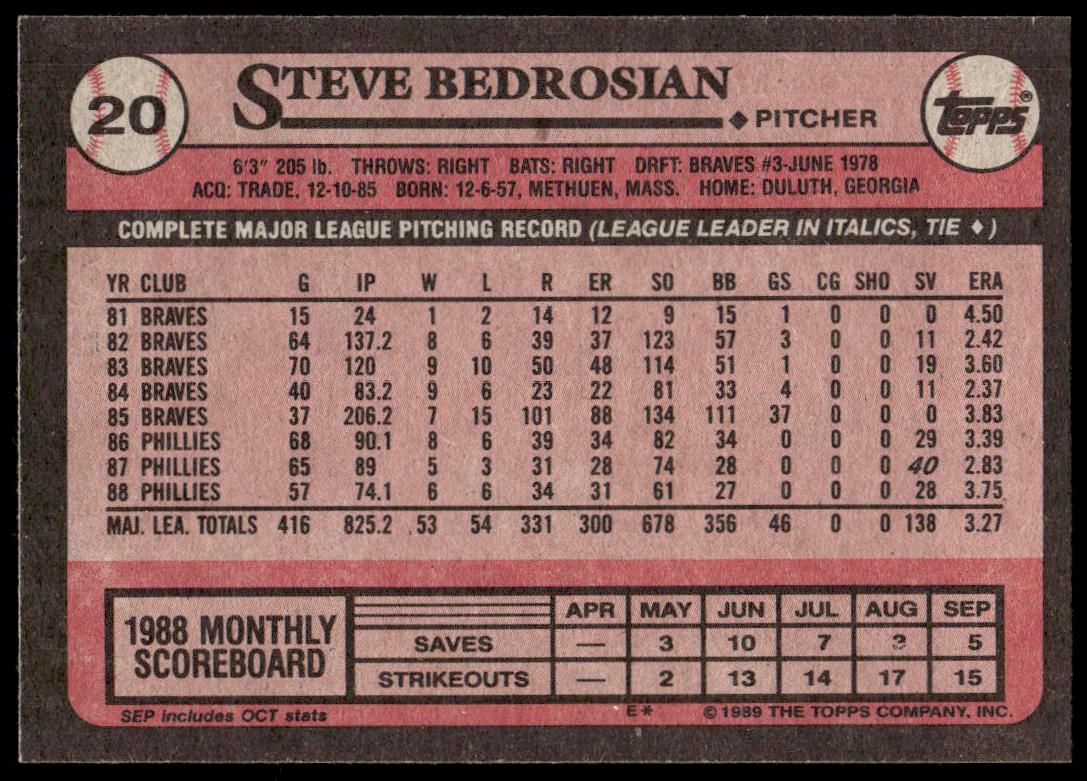 20
STEVE BEDROSIAN
♦ PITCHER
topps®
6'3" 205 lb. THROWS: RIGHT BATS: RIGHT DRFT: BRAVES #3-JUNE 1978
ACQ: TRADE, 12-10-85 BORN: 12-6-57, METHUEN, MASS. HOME: DULUTH, GEORGIA
COMPLETE MAJOR LEAGUE PITCHING RECORD (LEAGUE LEADER IN ITALICS, TIE ♦)
YR CLUB G IP W L R ER SO BB GS CG SHO SV ERA
81 BRAVES 15 24 1 2 14 12 9 15 1 0 0 0 4.50
82 BRAVES 64 137.2 8 6 39 37 123 57 3 0 0 11 2.42
83 BRAVES 70 120 9 10 50 48 114 51 1 0 0 19 3.60
84 BRAVES 40 83.2 9 6 23 22 81 33 4 0 0 11 2.37
85 BRAVES 37 206.2 7 15 101 88 134 111 37 0 0 0 3.83
86 PHILLIES 68 90.1 8 6 39 34 82 34 0 0 0 29 3.39
87 PHILLIES 65 89 5 3 31 28 74 28 0 0 0 40 2.83
88 PHILLIES 57 74.1 6 6 34 31 61 27 0 0 0 28 3.75
MAJ. LEA. TOTALS 416 825.2 53 54 331 300 678 356 46 0 0 138 3.27
1988 MONTHLY SCOREBOARD
APR MAY JUN JUL AUG SEP
SAVES — 3 10 7 3 5
STRIKEOUTS — 2 13 14 17 15
SEP includes OCT stats
E* © 1989 THE TOPPS COMPANY, INC.